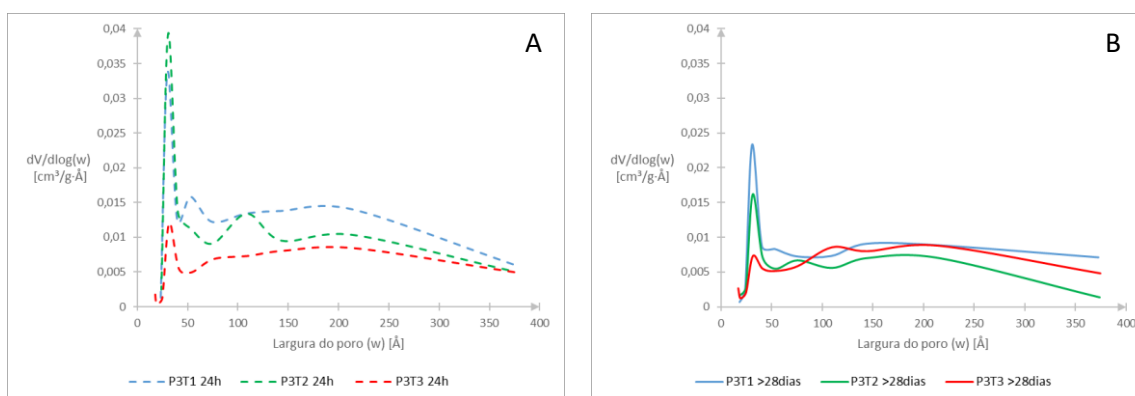 A
0,04
0,035
0,03
0,025
dV/dlog(w)
[cm³/g·Å]
0,02
0,015
0,01
0,005
0
0 50 100 150 200 250 300 350 400
Largura do poro (w) [Å]
P3T1 24h P3T2 24h P3T3 24h
B
0,04
0,035
0,03
0,025
dV/dlog(w)
[cm³/g·Å]
0,02
0,015
0,01
0,005
0
0 50 100 150 200 250 300 350 400
Largura do poro (w) [Å]
P3T1 >28dias P3T2 >28dias P3T3 >28dias